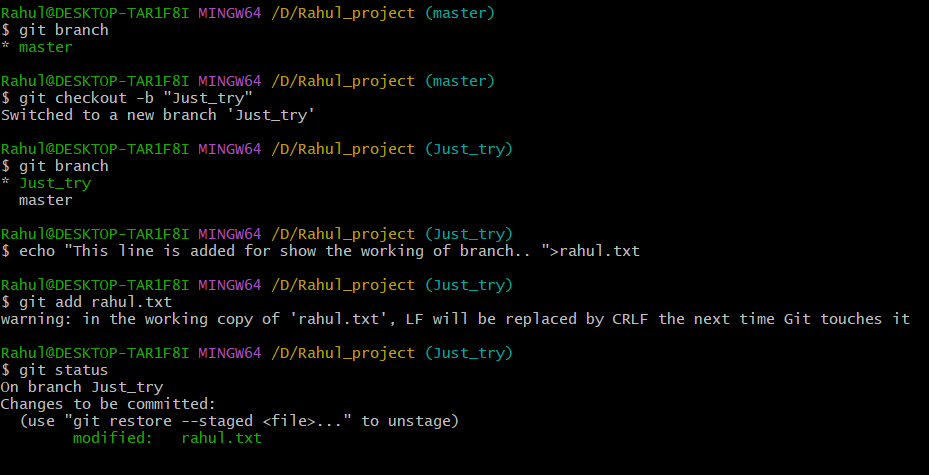 Rahul@DESKTOP-TAR1F8I MINGW64 /D/Rahul_project (master)
$ git branch
* master
Rahul@DESKTOP-TAR1F8I MINGW64 /D/Rahul_project (master)
$ git checkout -b "Just_try"
Switched to a new branch 'Just_try'
Rahul@DESKTOP-TAR1F8I MINGW64 /D/Rahul_project (Just_try)
$ git branch
* Just_try
  master
Rahul@DESKTOP-TAR1F8I MINGW64 /D/Rahul_project (Just_try)
$ echo "This line is added for show the working of branch.. ">rahul.txt
Rahul@DESKTOP-TAR1F8I MINGW64 /D/Rahul_project (Just_try)
$ git add rahul.txt
warning: in the working copy of 'rahul.txt', LF will be replaced by CRLF the next time Git touches it
Rahul@DESKTOP-TAR1F8I MINGW64 /D/Rahul_project (Just_try)
$ git status
On branch Just_try
Changes to be committed:
  (use "git restore --staged <file>..." to unstage)
        modified:   rahul.txt